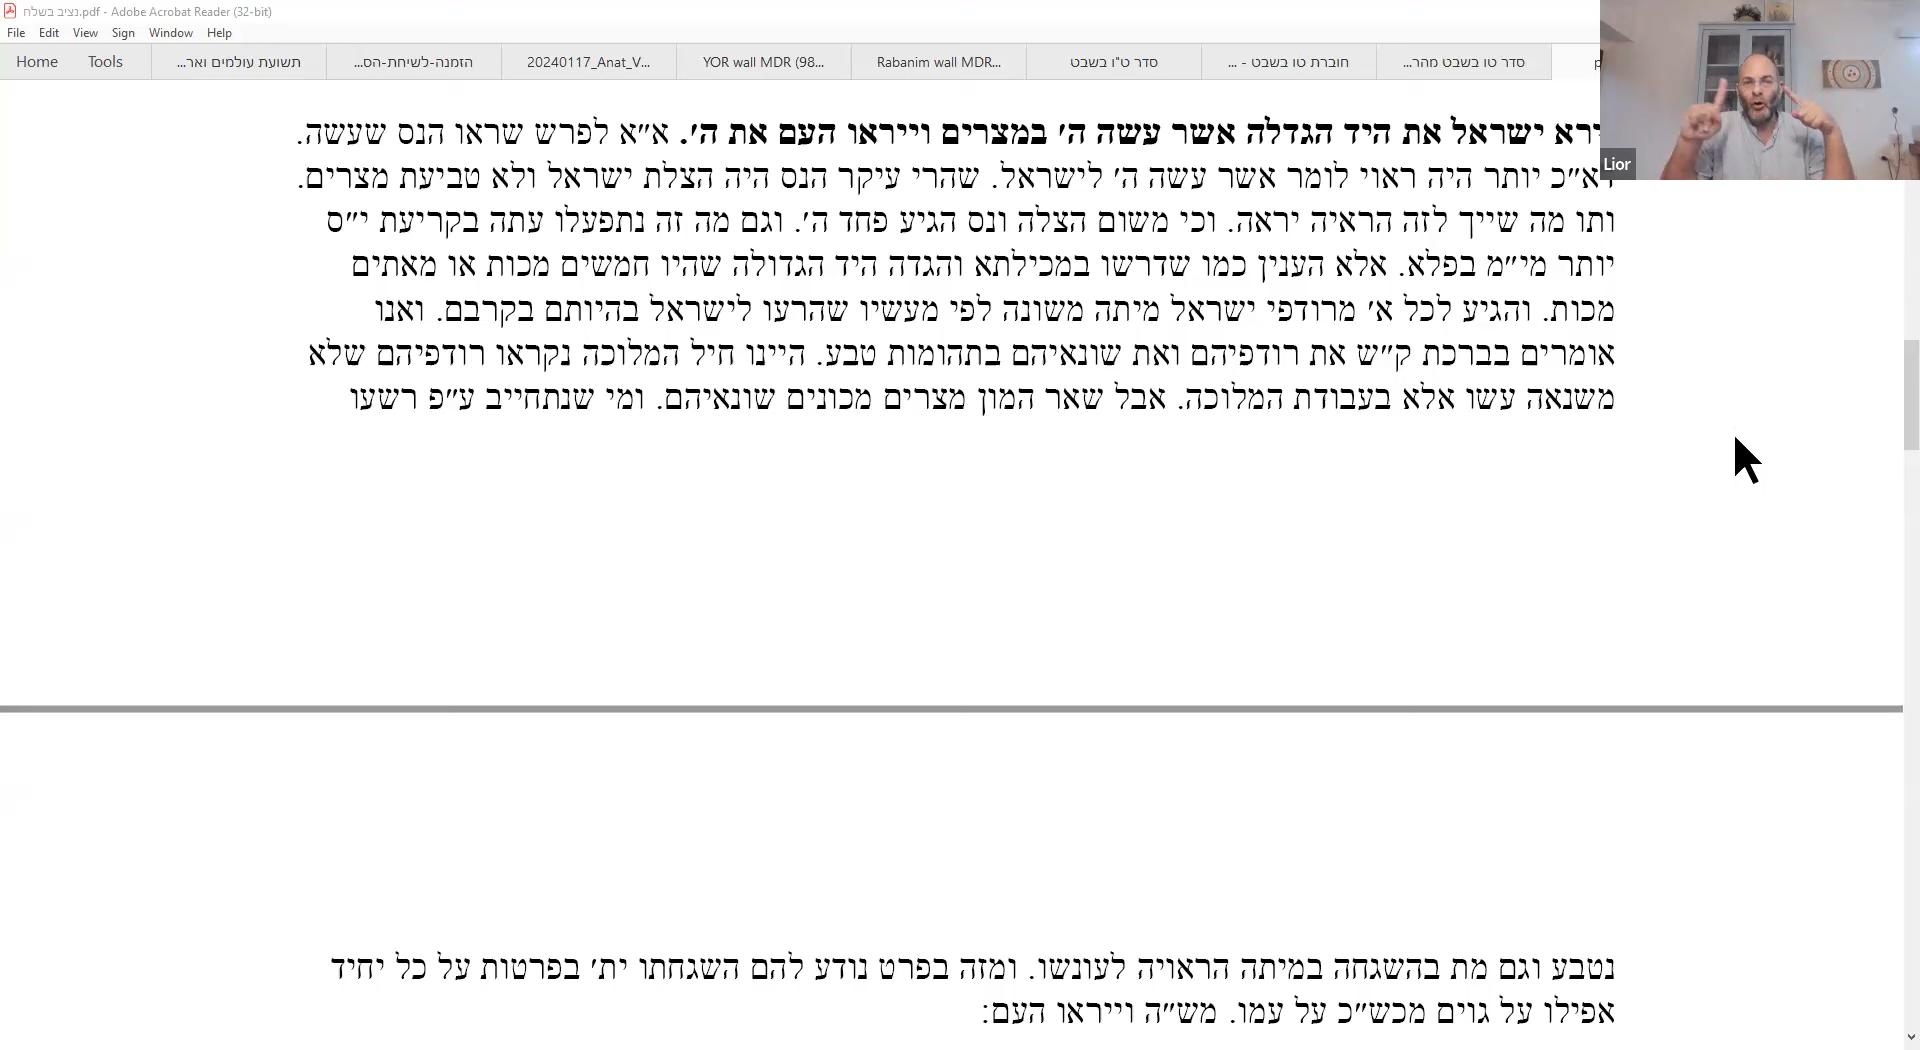 נציב בשלח.pdf - Adobe Acrobat Reader (32-bit)
File Edit View Sign Window Help
Home Tools תשועת עולמים ואר... הזמנה-לשיחת-הס... 20240117_Anat_V... YOR wall MDR (98... Rabanim wall MDR... סדר ט"ו בשבט חוברת טו בשבט - ... סדר טו בשבט מהר...
Lior
ירא ישראל את היד הגדלה אשר עשה ה׳ במצרים וייראו העם את ה׳. א״א לפרש שראו הנס שעשה.
דא״כ יותר היה ראוי לומר אשר עשה ה׳ לישראל. שהרי עיקר הנס היה הצלת ישראל ולא טביעת מצרים.
ותו מה שייך לזה הראיה יראה. וכי משום הצלה ונס הגיע פחד ה׳. וגם מה זה נתפעלו עתה בקריעת י״ס
יותר מי״מ בפלא. אלא הענין כמו שדרשו במכילתא והגדה היד הגדולה שהיו חמשים מכות או מאתים
מכות. והגיע לכל א׳ מרודפי ישראל מיתה משונה לפי מעשיו שהרעו לישראל בהיותם בקרבם. ואנו
אומרים בברכת ק״ש את רודפיהם ואת שונאיהם בתהומות טבע. היינו חיל המלוכה נקראו רודפיהם שלא
משנאה עשו אלא בעבודת המלוכה. אבל שאר המון מצרים מכונים שונאיהם. ומי שנתחייב ע״פ רשעו
נטבע וגם מת בהשגחה במיתה הראויה לעונשו. ומזה בפרט נודע להם השגחתו ית׳ בפרטות על כל יחיד
אפילו על גוים מכש״כ על עמו. מש״ה וייראו העם: